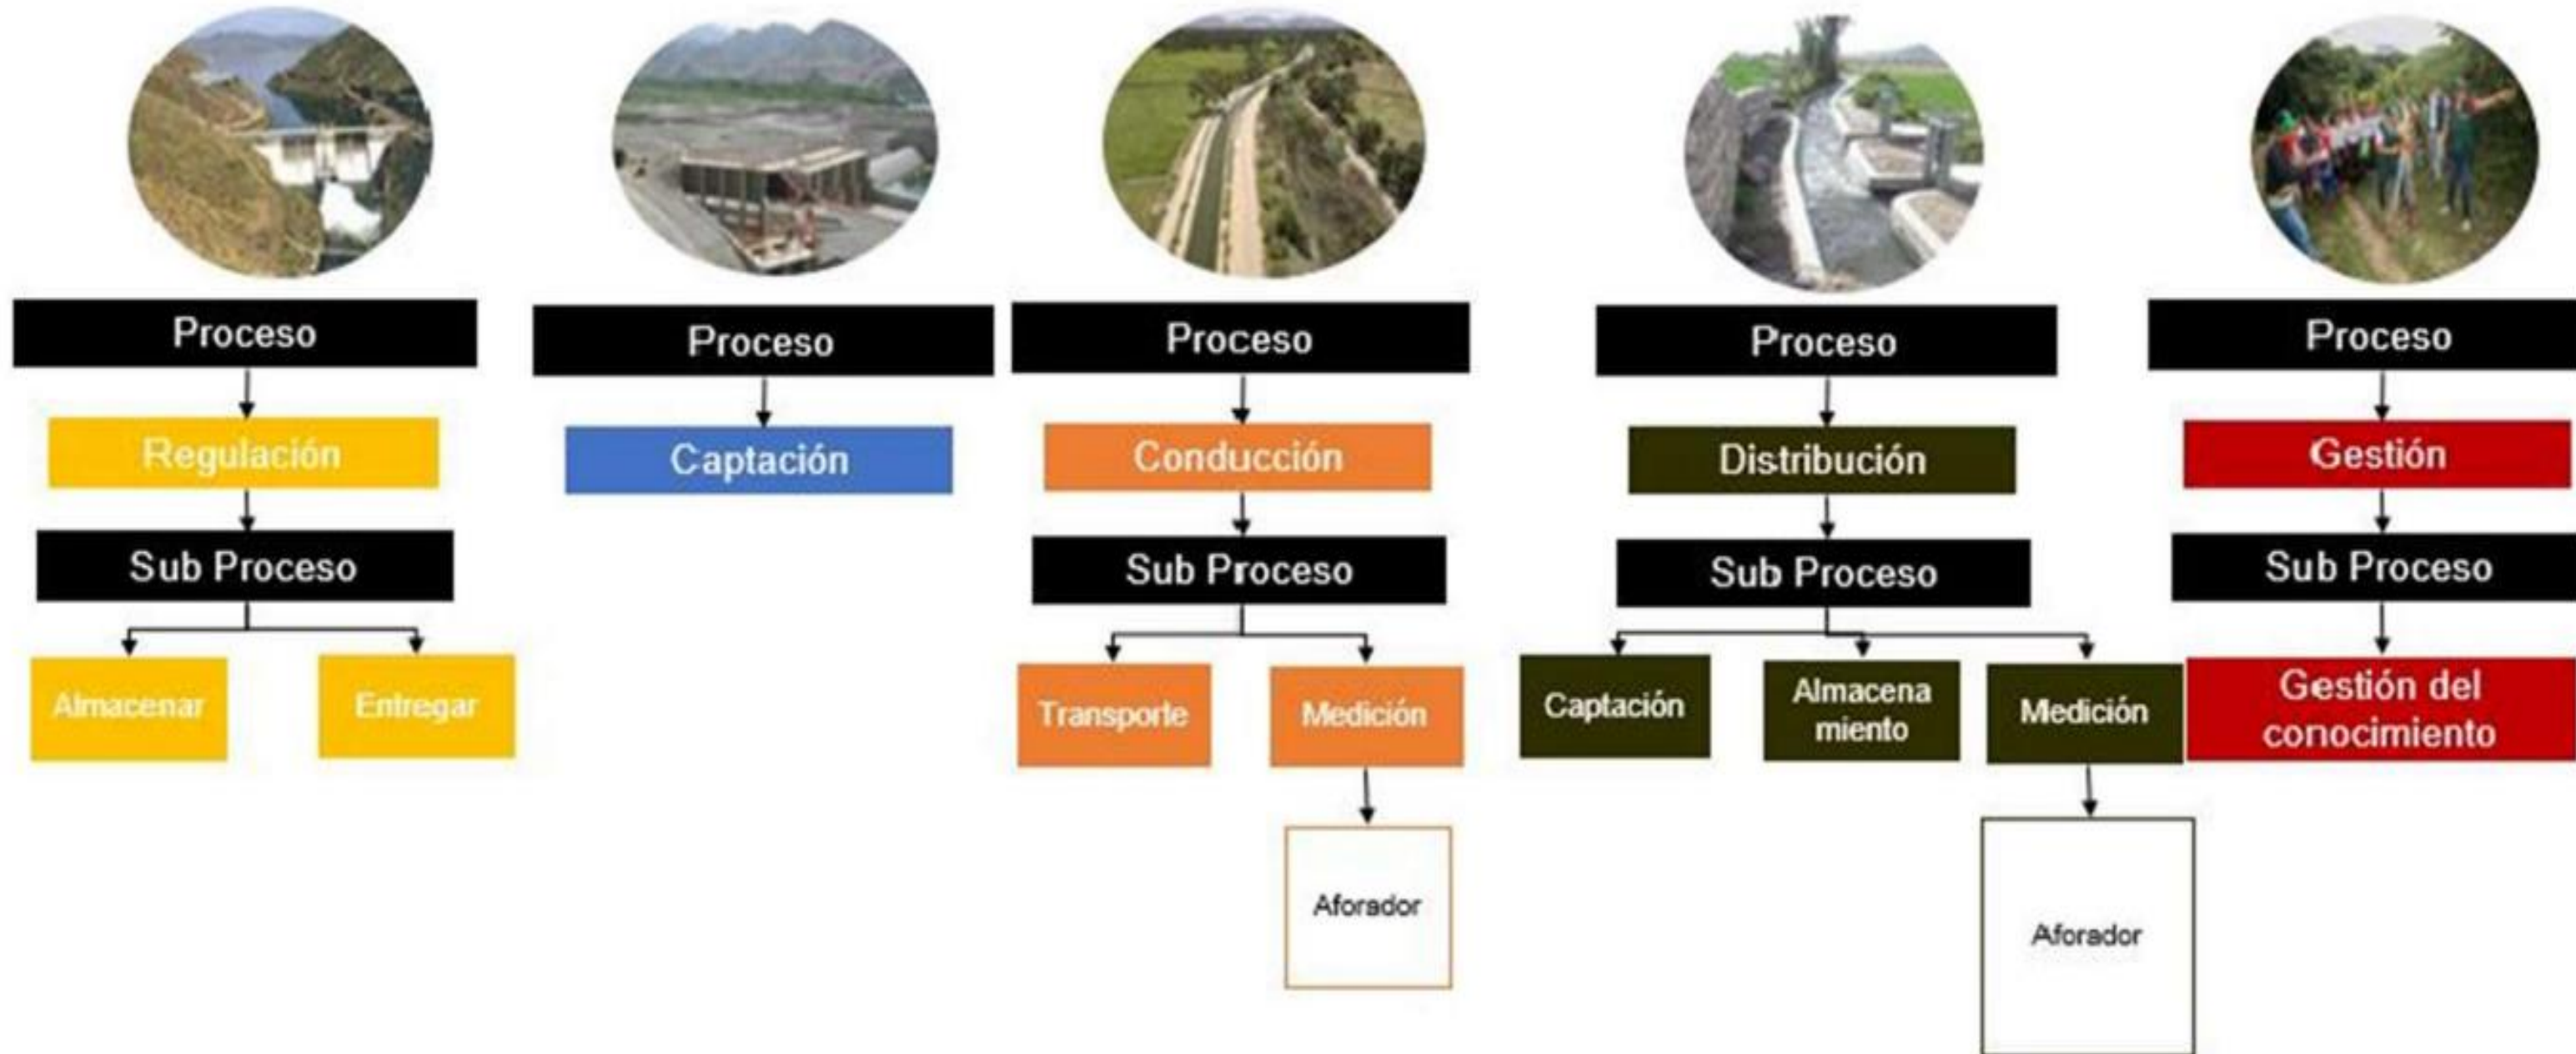 Proceso
Regulación
Sub Proceso
Almacenar
Entregar
Proceso
Captación
Proceso
Conducción
Sub Proceso
Transporte
Medición
Aforador
Proceso
Distribución
Sub Proceso
Captación
Almacena
miento
Medición
Aforador
Proceso
Gestión
Sub Proceso
Gestión del
conocimiento